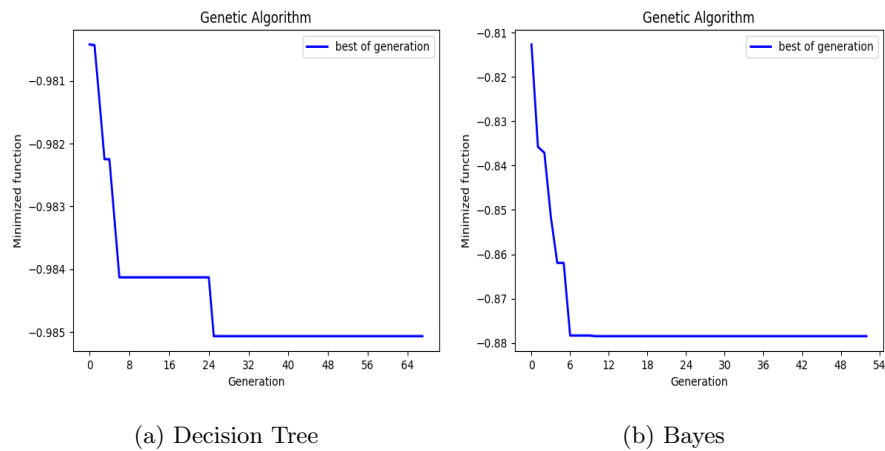 Genetic Algorithm
best of generation
−0.981
−0.982
−0.983
−0.984
−0.985
Minimized function
0 8 16 24 32 40 48 56 64
Generation
(a) Decision Tree
Genetic Algorithm
best of generation
−0.81
−0.82
−0.83
−0.84
−0.85
−0.86
−0.87
−0.88
Minimized function
0 6 12 18 24 30 36 42 48 54
Generation
(b) Bayes